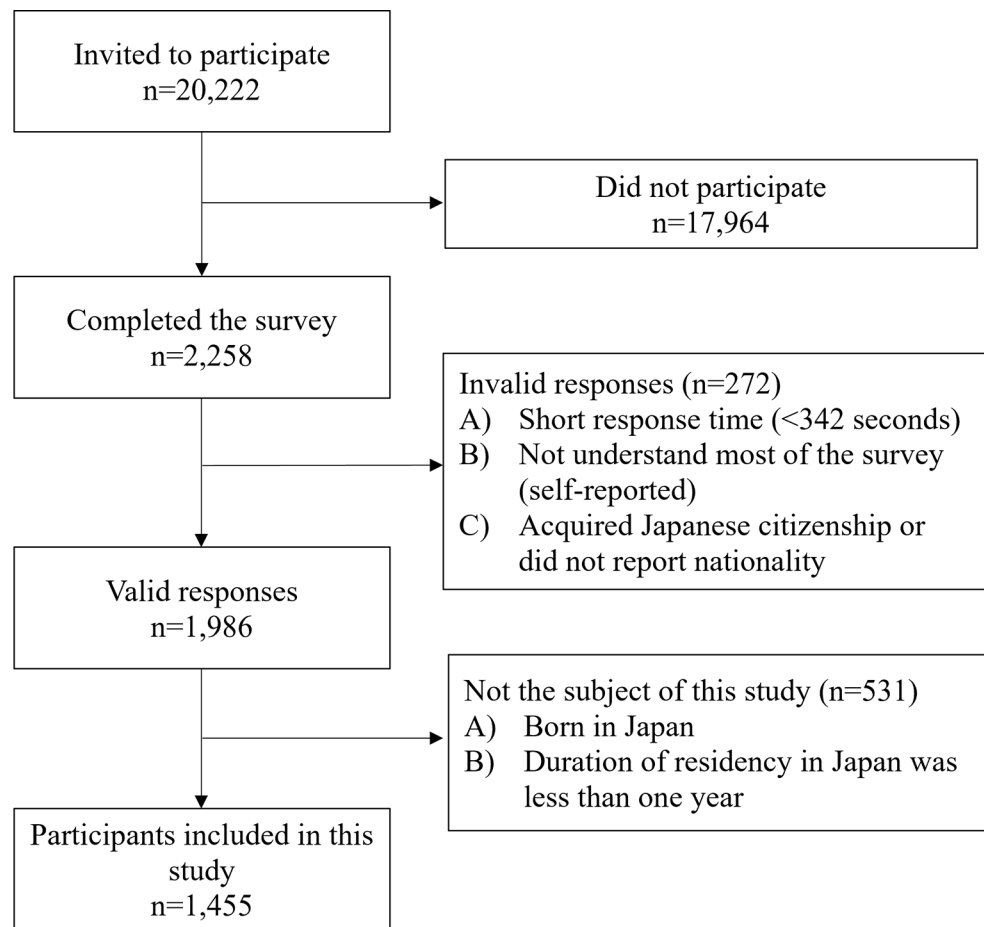 Invited to participate
n=20,222
Did not participate
n=17,964
Completed the survey
n=2,258
Invalid responses (n=272)
A) Short response time (<342 seconds)
B) Not understand most of the survey
(self-reported)
C) Acquired Japanese citizenship or
did not report nationality
Valid responses
n=1,986
Not the subject of this study (n=531)
A) Born in Japan
B) Duration of residency in Japan was
less than one year
Participants included in this
study
n=1,455